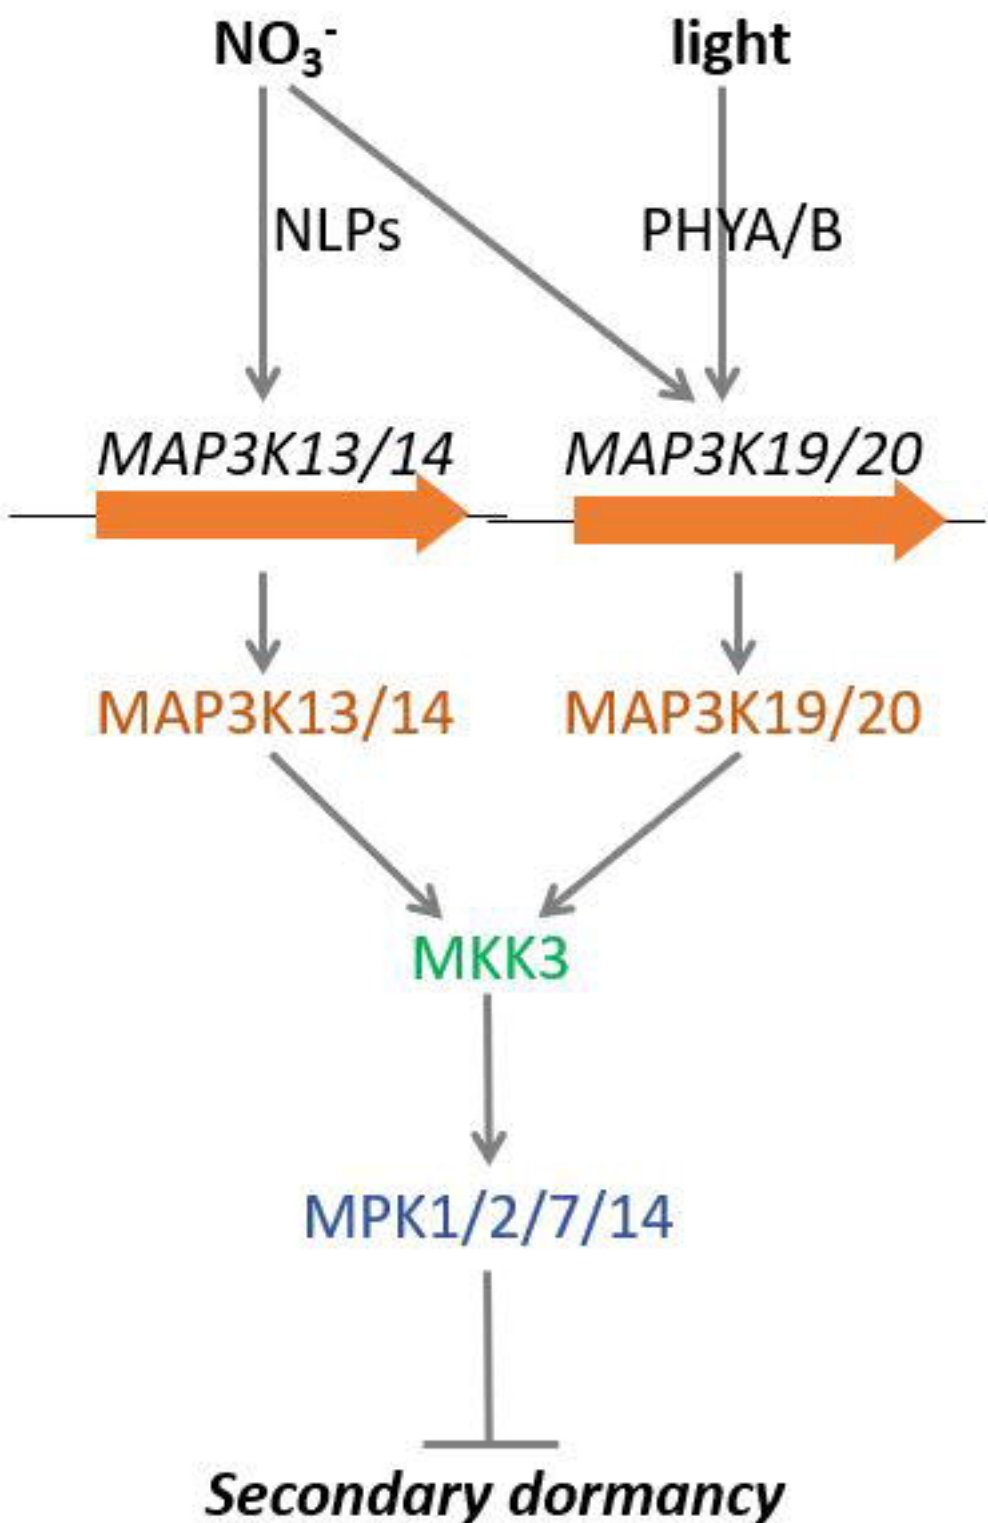 NO₃⁻ light
NLPs PHYA/B
MAP3K13/14 MAP3K19/20
MAP3K13/14 MAP3K19/20
MKK3
MPK1/2/7/14
Secondary dormancy